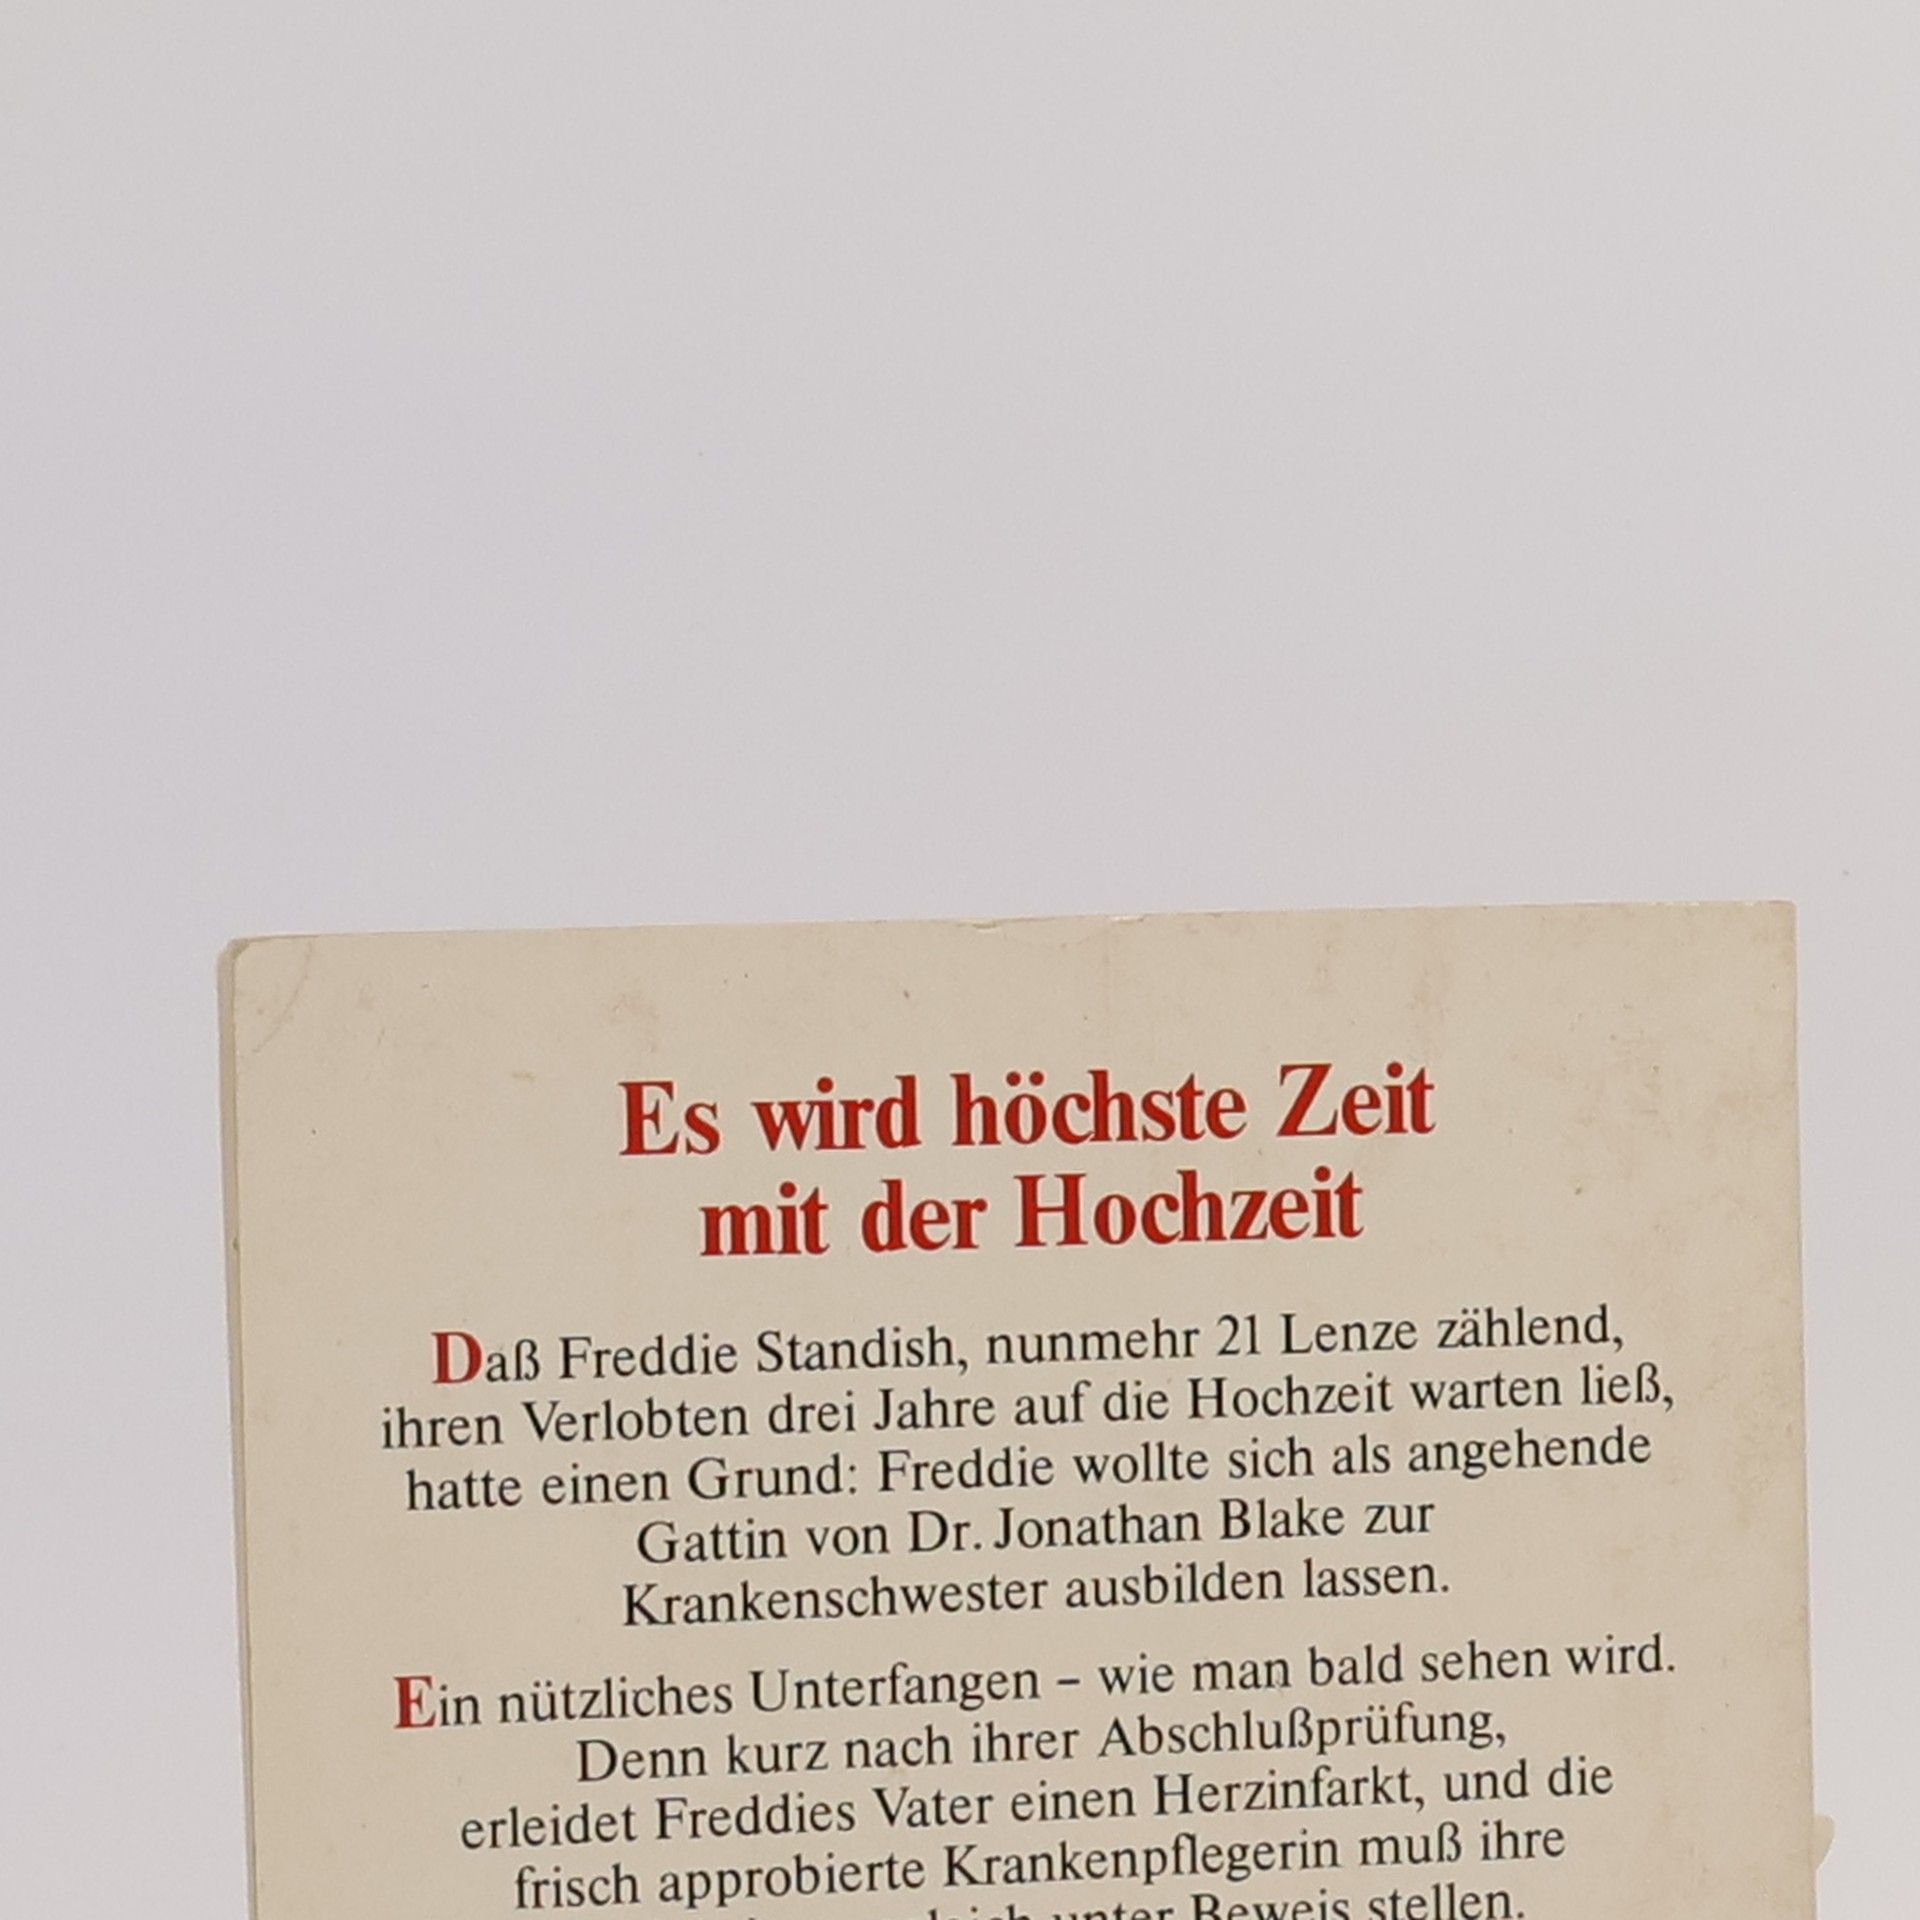 Es wird höchste Zeit
mit der Hochzeit
Daß Freddie Standish, nunmehr 21 Lenze zählend,
ihren Verlobten drei Jahre auf die Hochzeit warten ließ,
hatte einen Grund: Freddie wollte sich als angehende
Gattin von Dr. Jonathan Blake zur
Krankenschwester ausbilden lassen.
Ein nützliches Unterfangen – wie man bald sehen wird.
Denn kurz nach ihrer Abschlußprüfung,
erleidet Freddies Vater einen Herzinfarkt, und die
frisch approbierte Krankenpflegerin muß ihre
unter Beweis stellen.